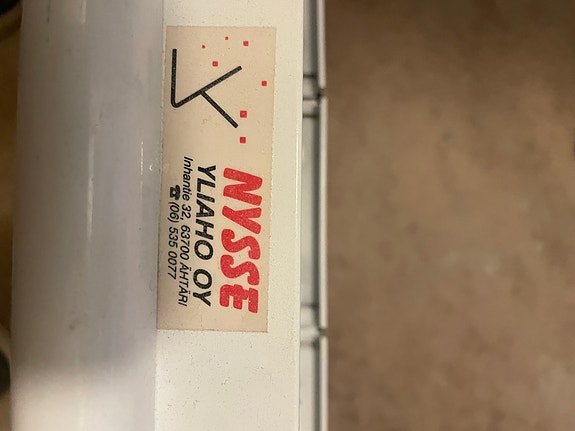 NYSSE
YLIAHO OY
Inhantie 32, 63700 ÄHTÄRI
☎ (06) 535 0077